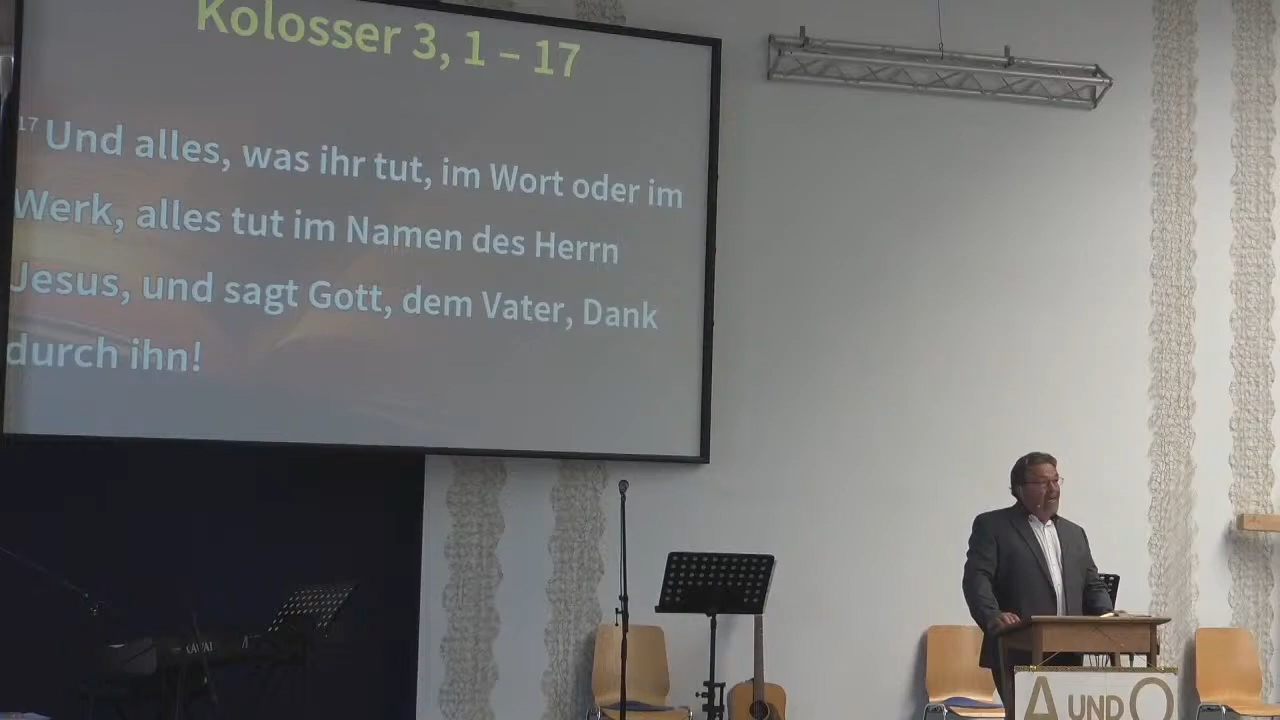 Kolosser 3, 1 – 17
17 Und alles, was ihr tut, im Wort oder im
Werk, alles tut im Namen des Herrn
Jesus, und sagt Gott, dem Vater, Dank
durch ihn!
KAWAI
A UND O